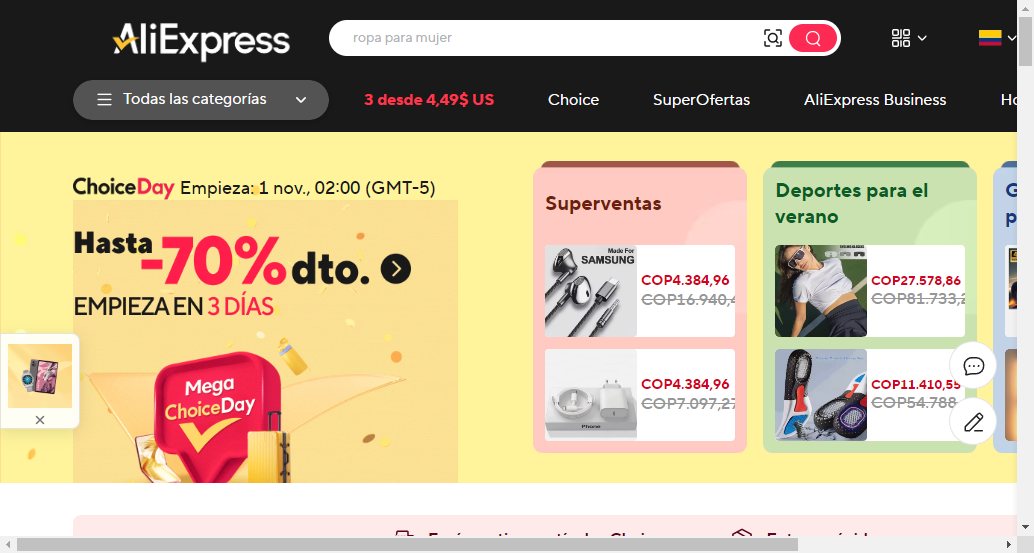 AliExpress
ropa para mujer
Todas las categorías
3 desde 4,49$ US
Choice
SuperOfertas
AliExpress Business
ChoiceDay Empieza: 1 nov., 02:00 (GMT-5)
Hasta -70% dto.
EMPIEZA EN 3 DÍAS
Mega
ChoiceDay
Superventas
Made For
SAMSUNG
COP4.384,96
COP16.940,4
Phone
COP4.384,96
COP7.097,27
Deportes para el
verano
COP27.578,86
COP81.733,2
COP11.410,55
COP54.788